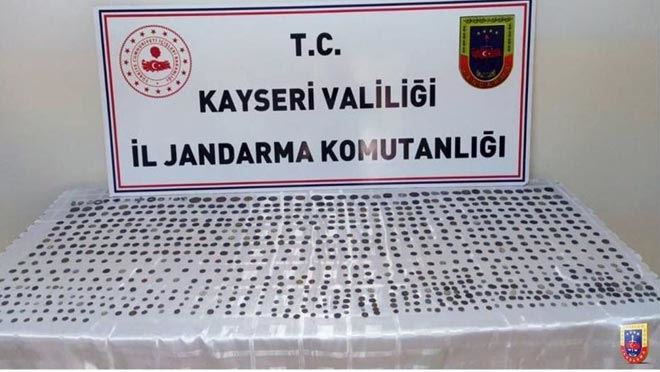 T.C.
KAYSERİ VALİLİĞİ
İL JANDARMA KOMUTANLIĞI